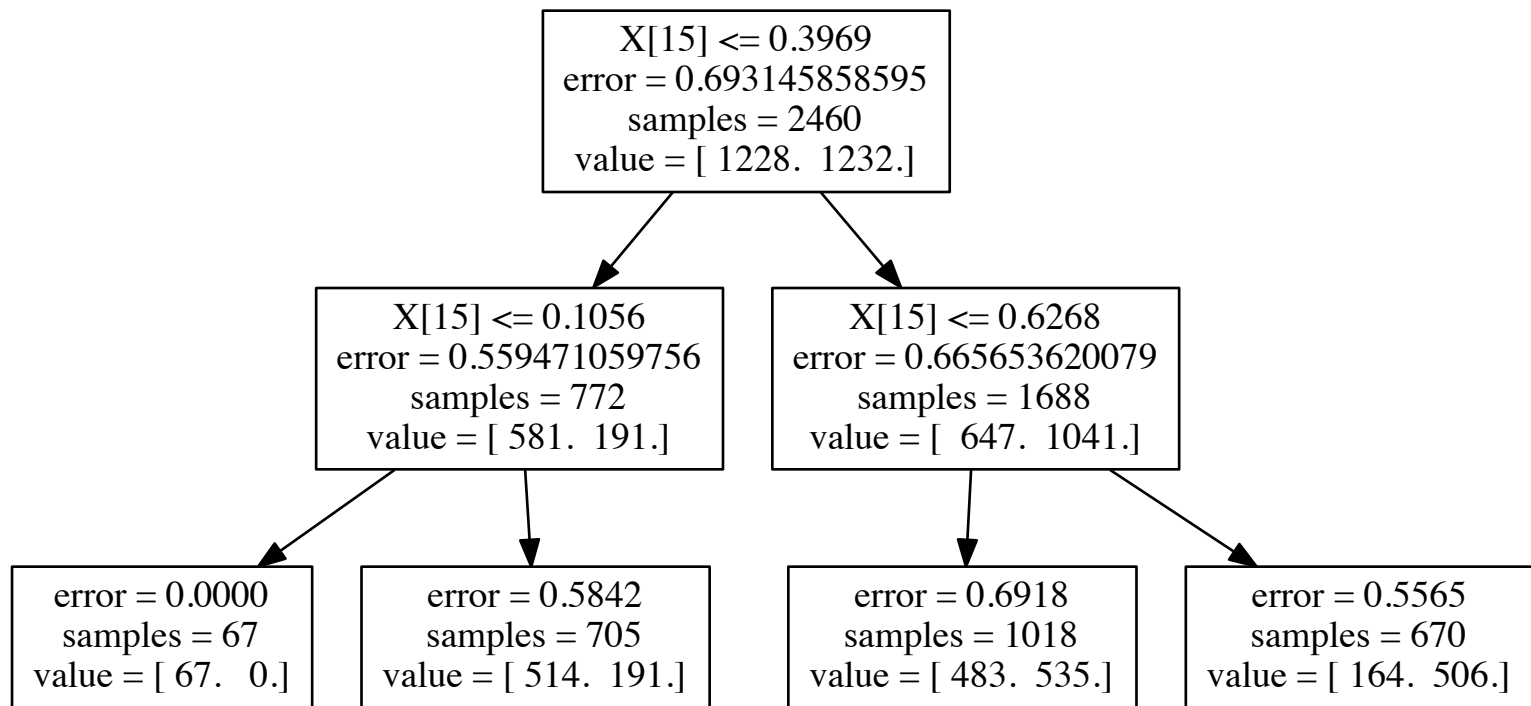 X[15] <= 0.3969
error = 0.693145858595
samples = 2460
value = [ 1228.  1232.]
X[15] <= 0.1056
error = 0.559471059756
samples = 772
value = [ 581.  191.]
X[15] <= 0.6268
error = 0.665653620079
samples = 1688
value = [  647.  1041.]
error = 0.0000
samples = 67
value = [ 67.   0.]
error = 0.5842
samples = 705
value = [ 514.  191.]
error = 0.6918
samples = 1018
value = [ 483.  535.]
error = 0.5565
samples = 670
value = [ 164.  506.]